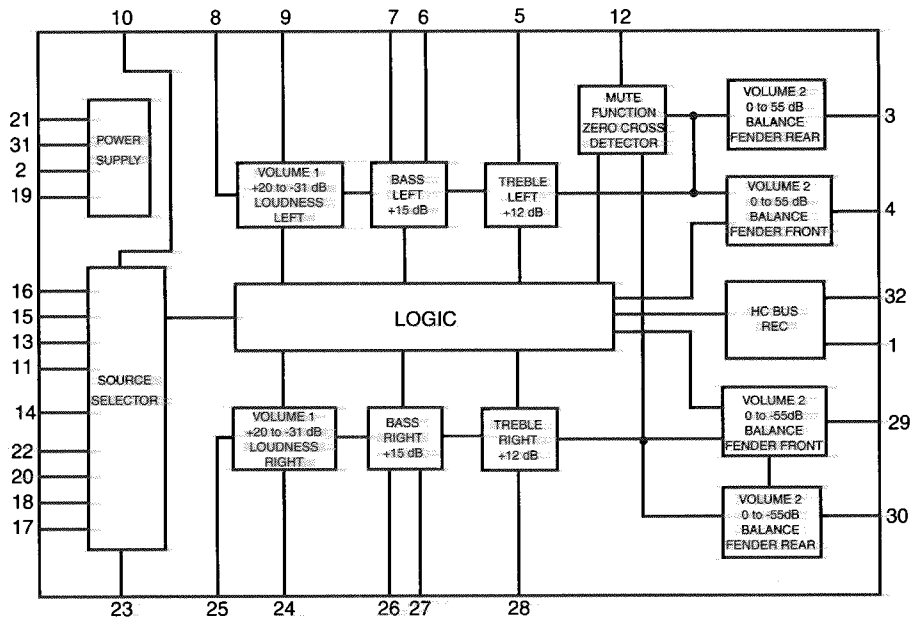 10 8 9 7 6 5 12
21
31
2
19
POWER
SUPPLY
VOLUME 1
+20 to -31 dB
LOUDNESS
LEFT
BASS
LEFT
+15 dB
TREBLE
LEFT
+12 dB
MUTE
FUNCTION
ZERO CROSS
DETECTOR
VOLUME 2
0 to 55 dB
BALANCE
FENDER REAR
3
VOLUME 2
0 to 55 dB
BALANCE
FENDER FRONT
4
16
15
13
11
14
22
20
18
17
SOURCE
SELECTOR
LOGIC
HC BUS
REC
32
1
VOLUME 1
+20 to -31 dB
LOUDNESS
RIGHT
BASS
RIGHT
+15 dB
TREBLE
RIGHT
+12 dB
VOLUME 2
0 to -55dB
BALANCE
FENDER FRONT
29
VOLUME 2
0 to -55dB
BALANCE
FENDER REAR
30
23 25 24 26 27 28